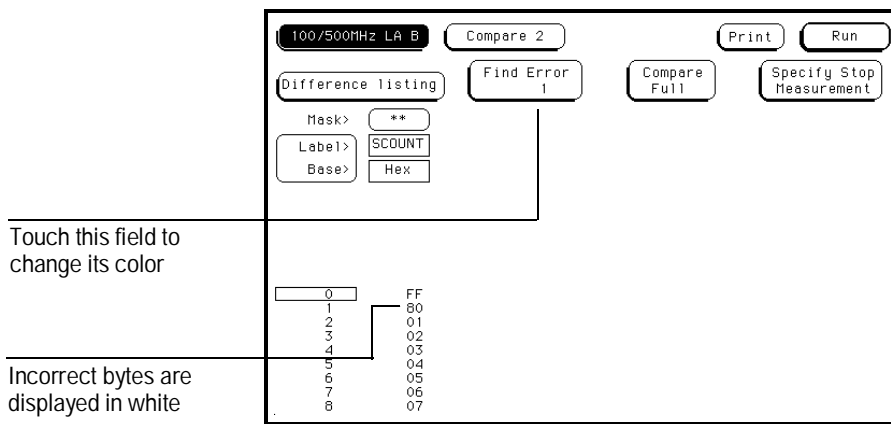 100/500MHz LA B
Compare 2
Print
Run
Difference listing
Find Error
1
Compare
Full
Specify Stop
Measurement
Mask>
**
Label>
SCOUNT
Base>
Hex
Touch this field to
change its color
0 FF
1 80
2 01
3 02
4 03
5 04
6 05
7 06
8 07
Incorrect bytes are
displayed in white